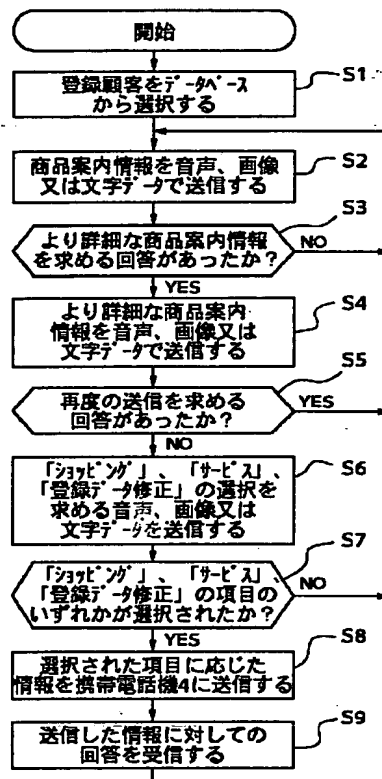 開始
登録顧客をデータベース
から選択する
S1
商品案内情報を音声、画像
又は文字データで送信する
S2
より詳細な商品案内情報
を求める回答があったか?
S3
NO
YES
より詳細な商品案内
情報を音声、画像又は
文字データで送信する
S4
再度の送信を求める
回答があったか?
S5
YES
NO
「ショッピング」、「サービス」、
「登録データ修正」の選択を
求める音声、画像又は
文字データを送信する
S6
「ショッピング」、「サービス」、
「登録データ修正」の項目の
いずれかが選択されたか?
S7
NO
YES
選択された項目に応じた
情報を携帯電話機4に送信する
S8
送信した情報に対しての
回答を受信する
S9